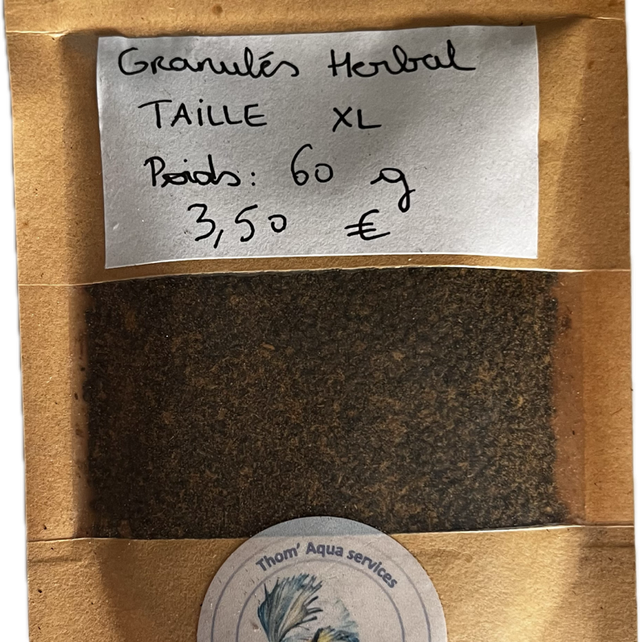 Granulés Herbal
TAILLE XL
Poids: 60 g
3,50 €
Thom' Aqua services